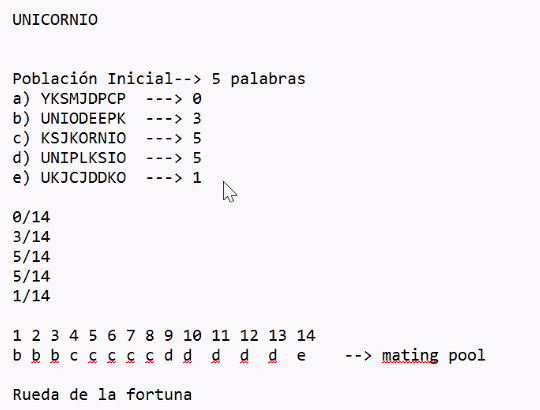 UNICORNIO
Población Inicial--> 5 palabras
a) YKSMJDPCP ---> 0
b) UNIODEEPK ---> 3
c) KSJKORNIO ---> 5
d) UNIPLKSIO ---> 5
e) UKJCJDDKO ---> 1
0/14
3/14
5/14
5/14
1/14
1 2 3 4 5 6 7 8 9 10 11 12 13 14
b b b c c c c c d d d d d e --> mating pool
Rueda de la fortuna